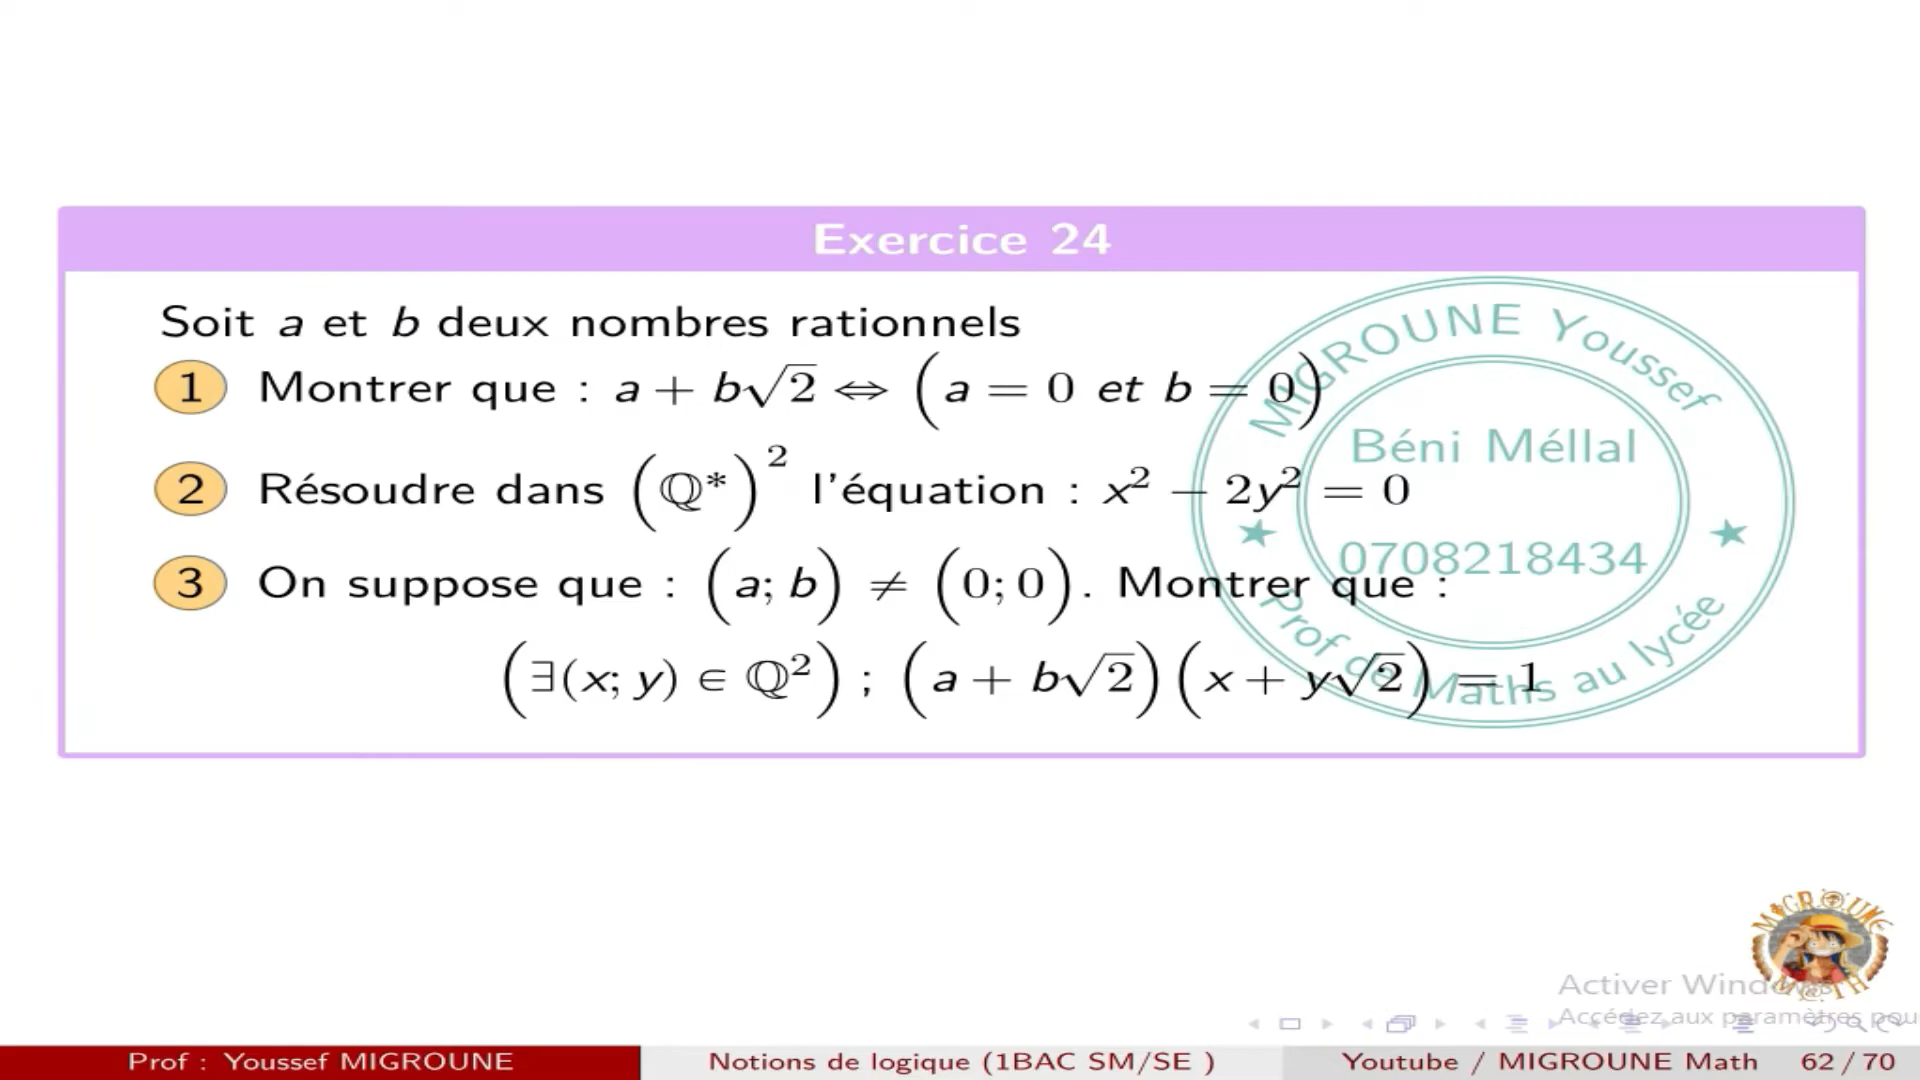 Exercice 24
Soit a et b deux nombres rationnels
1 Montrer que : a + b√2 ⇔ (a = 0 et b = 0)
2 Résoudre dans (ℚ*)² l'équation : x² − 2y² = 0
3 On suppose que : (a; b) ≠ (0; 0). Montrer que :
(∃(x; y) ∈ ℚ²) ; (a + b√2)(x + y√2) = 1
MIGROUNE Youssef
Béni Méllal
★ ★
0708218434
Prof de Maths au lycée
MIGROUNE
MATH
Activer Windows
Accédez aux paramètres pou
Prof : Youssef MIGROUNE Notions de logique (1BAC SM/SE ) Youtube / MIGROUNE Math 62 / 70